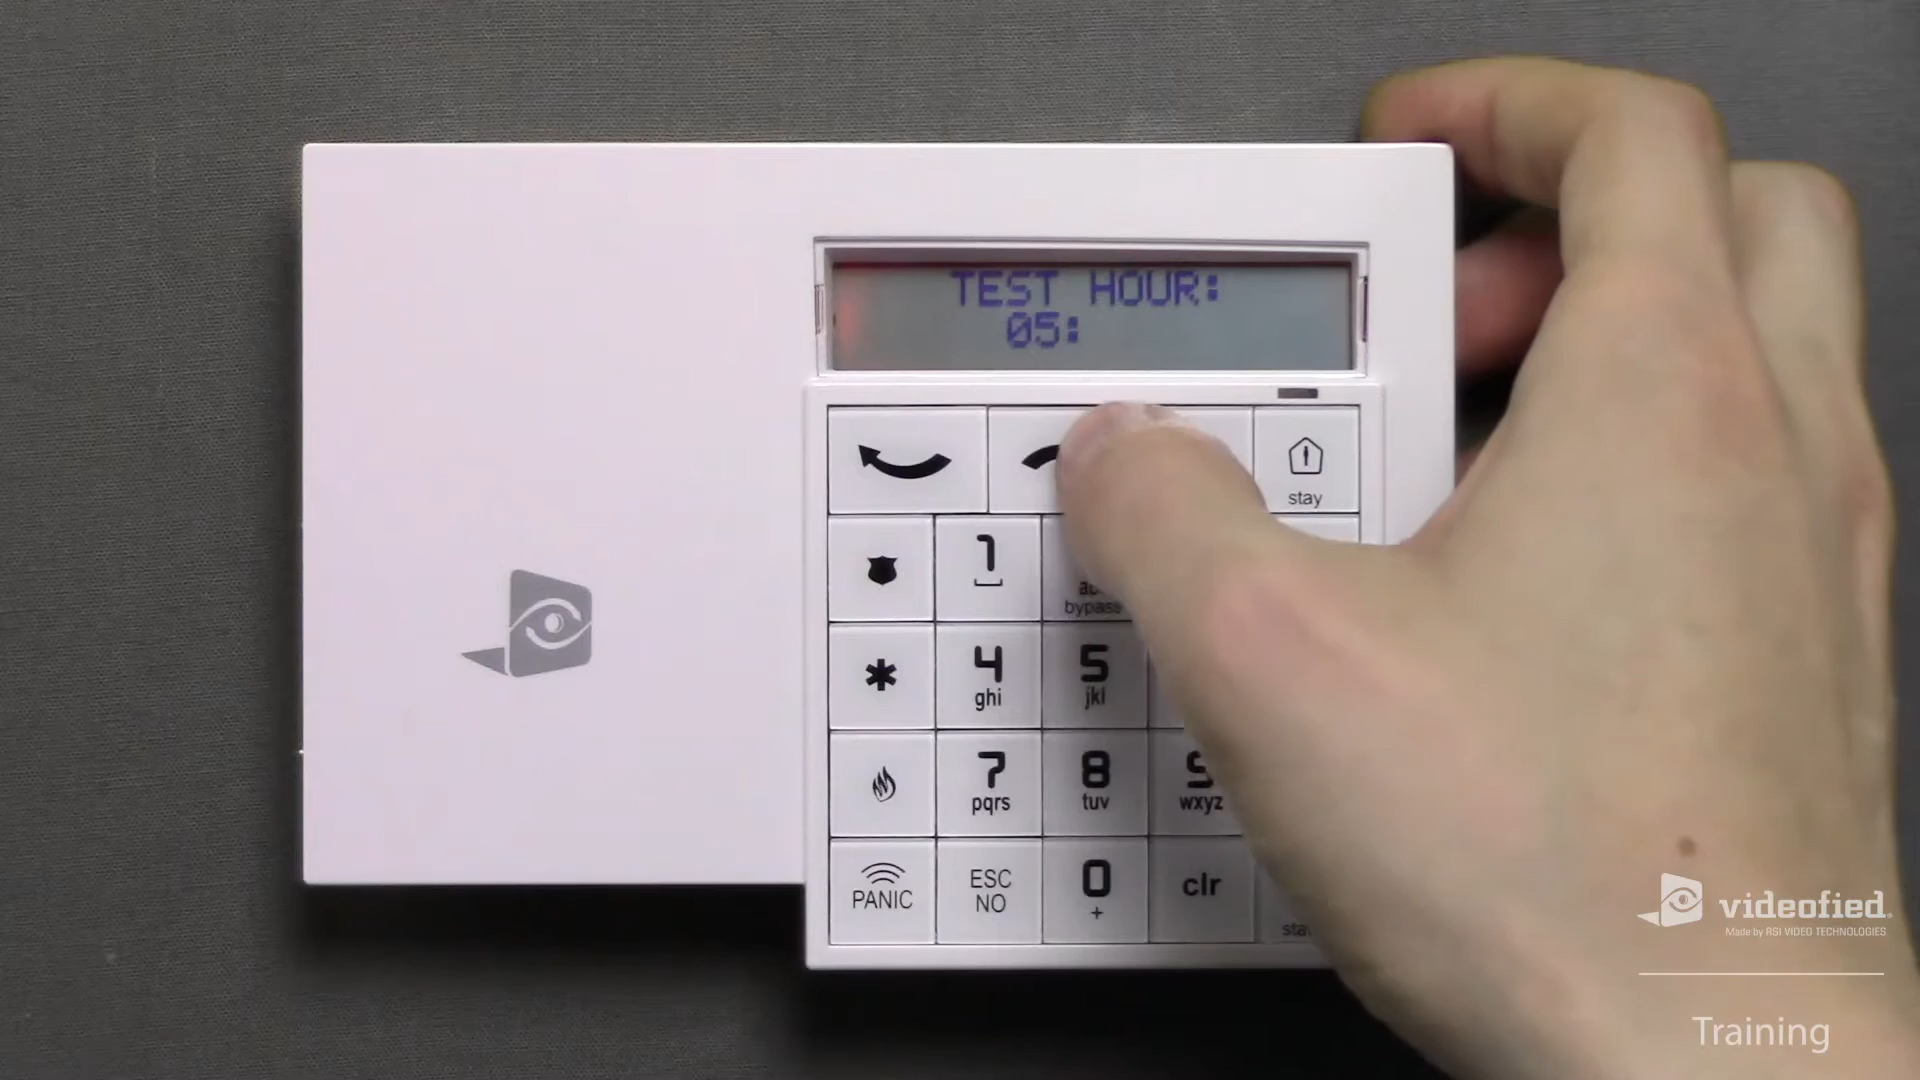 TEST HOUR:
05:
stay
1
bypass
4
ghi
5
jkl
7
pqrs
8
tuv
wxyz
PANIC
ESC
NO
0
+
clr
videofied
Made by RSI VIDEO TECHNOLOGIES
Training